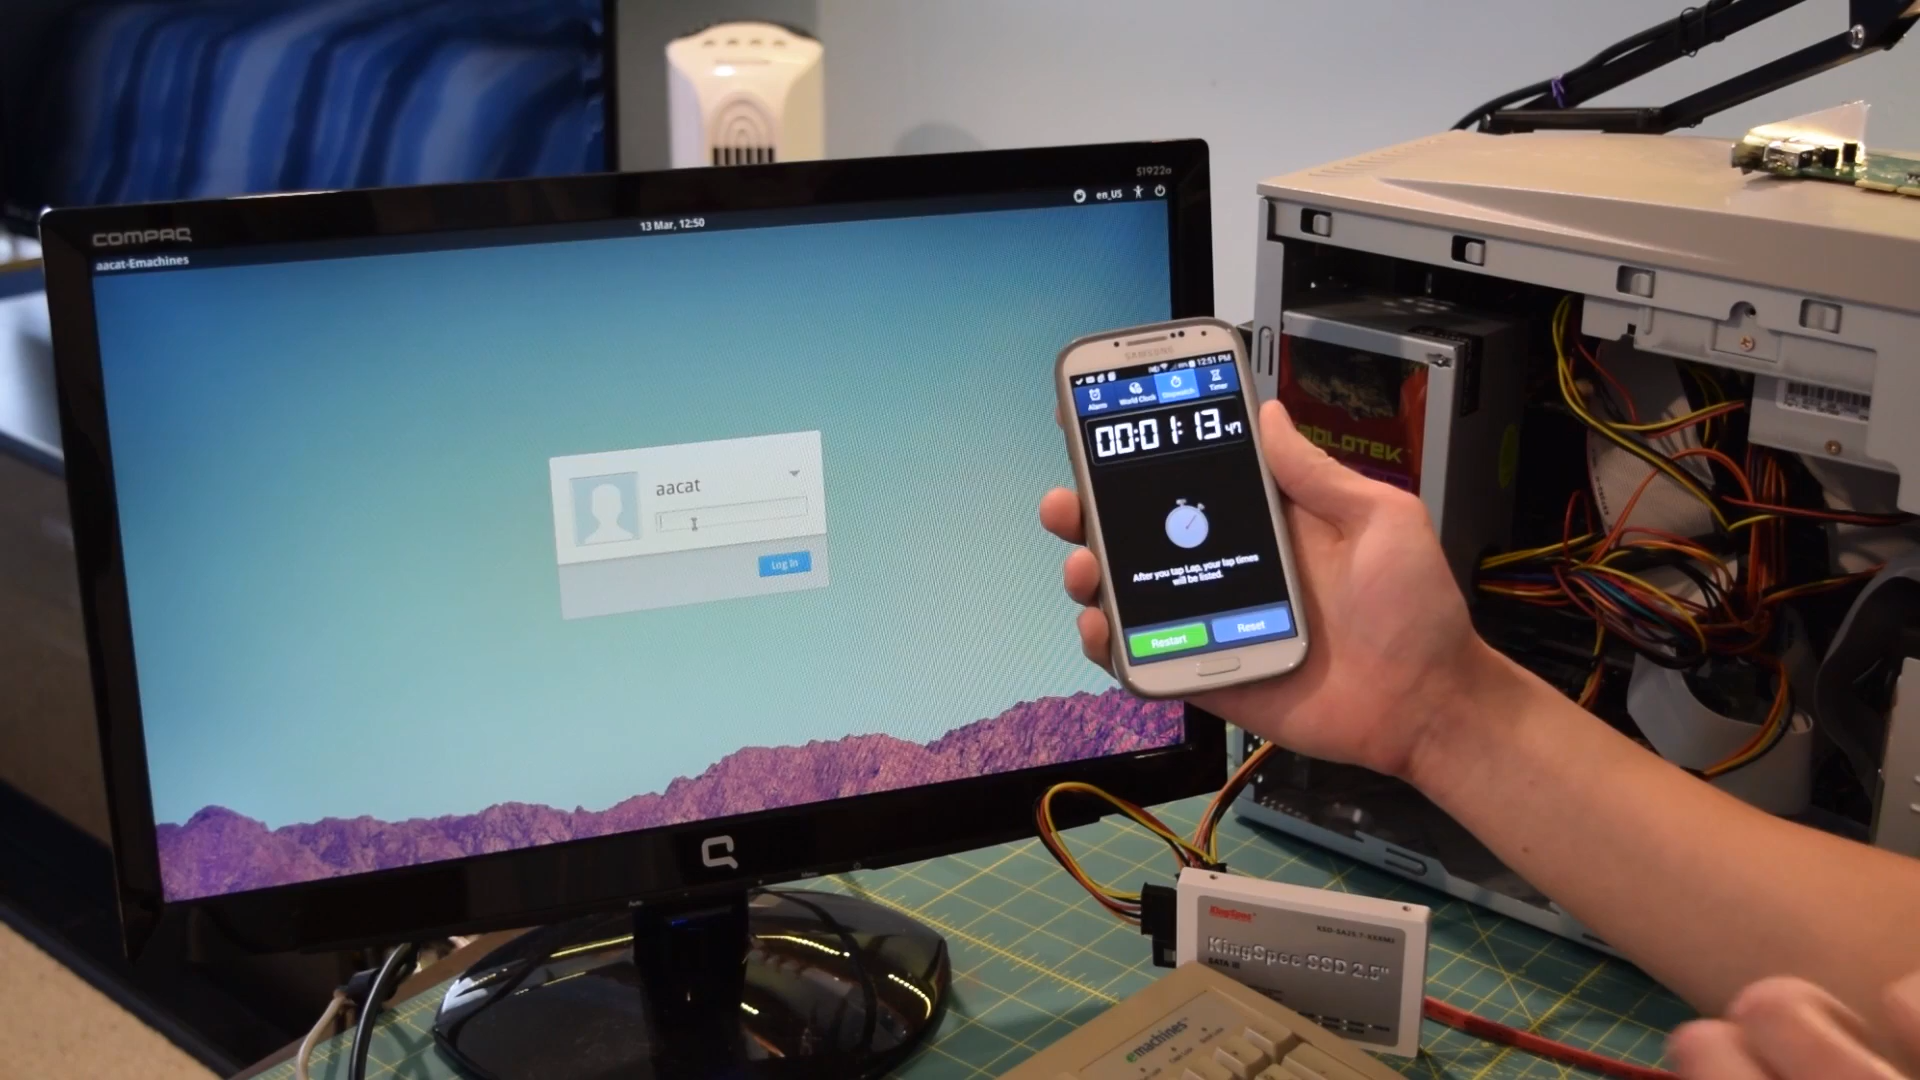 COMPAQ
S1922a
aacat-Emachines
13 Mar, 12:50
en_US
aacat
Log In
SAMSUNG
12:51 PM
Alarm
World Clock
Stopwatch
Timer
00:01:13 47
After you tap Lap, your lap times
will be listed.
Restart
Reset
ABLOTEK
KingSpec
KingSpec SSD 2.5"
SATA III
emachines